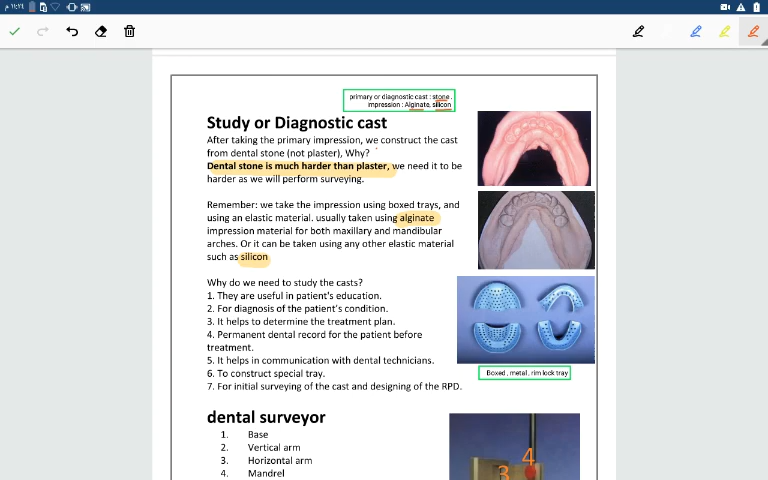 primary or diagnostic cast : stone .
impression : Alginate, silicon
Study or Diagnostic cast
After taking the primary impression, we construct the cast
from dental stone (not plaster), Why?
Dental stone is much harder than plaster, we need it to be
harder as we will perform surveying.
Remember: we take the impression using boxed trays, and
using an elastic material. usually taken using alginate
impression material for both maxillary and mandibular
arches. Or it can be taken using any other elastic material
such as silicon
Why do we need to study the casts?
1. They are useful in patient's education.
2. For diagnosis of the patient's condition.
3. It helps to determine the treatment plan.
4. Permanent dental record for the patient before
treatment.
5. It helps in communication with dental technicians.
6. To construct special tray.
7. For initial surveying of the cast and designing of the RPD.
Boxed , metal , rim lock tray
dental surveyor
1. Base
2. Vertical arm
3. Horizontal arm
4. Mandrel
4
3